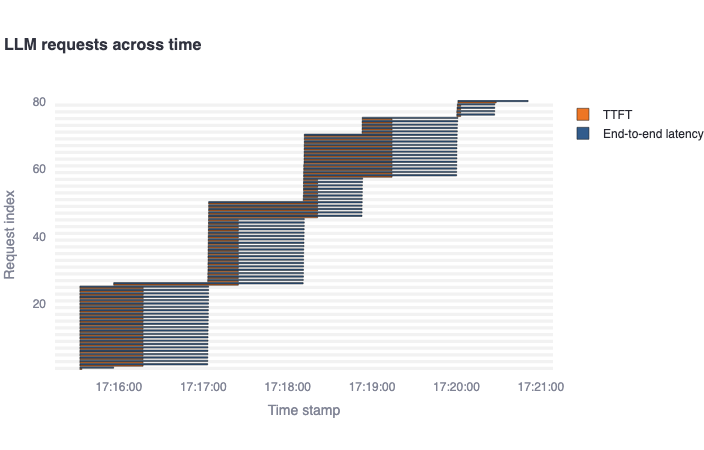 LLM requests across time
TTFT
End-to-end latency
Request index
80
60
40
20
17:16:00
17:17:00
17:18:00
17:19:00
17:20:00
17:21:00
Time stamp